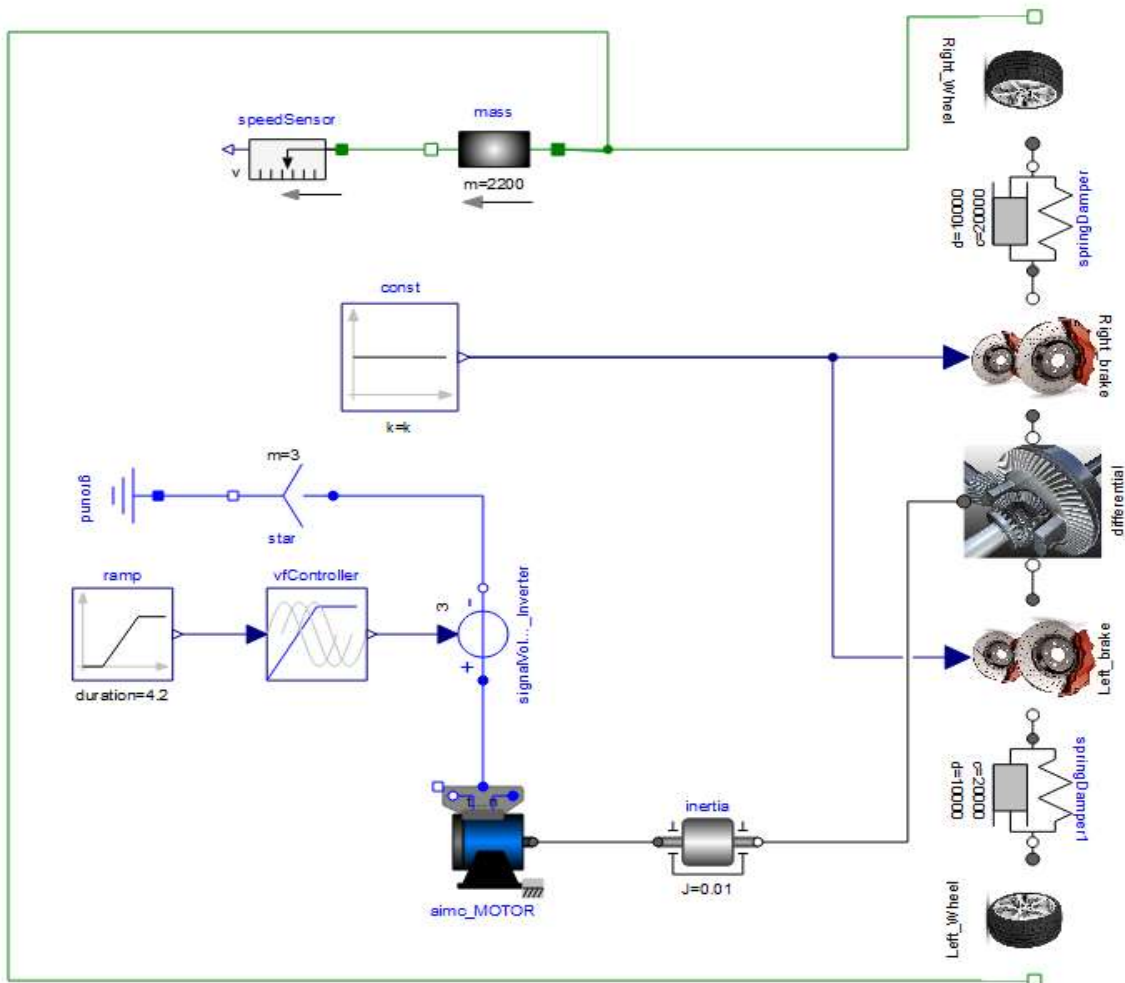 Right_Wheel
speedSensor
mass
v
m=2200
springDamper
c=20000
d=10000
const
Right_brake
k=k
m=3
ground
star
differential
ramp
vfController
3
-
+
signalVol..._Inverter
duration=4.2
Left_brake
springDamper1
c=20000
d=10000
inertia
J=0.01
aimc_MOTOR
Left_Wheel